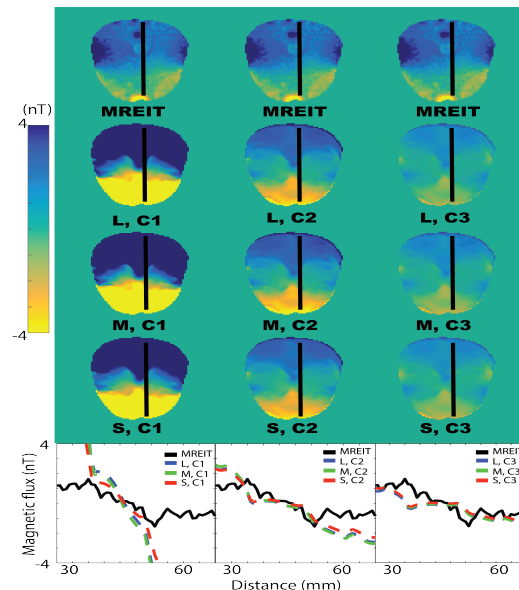 (nT)
4
-4
MREIT MREIT MREIT
L, C1 L, C2 L, C3
M, C1 M, C2 M, C3
S, C1 S, C2 S, C3
Magnetic flux (nT)
4
-4
MREIT
L, C1
M, C1
S, C1
MREIT
L, C2
M, C2
S, C2
MREIT
L, C3
M, C3
S, C3
30 60 30 60 30 60
Distance (mm)